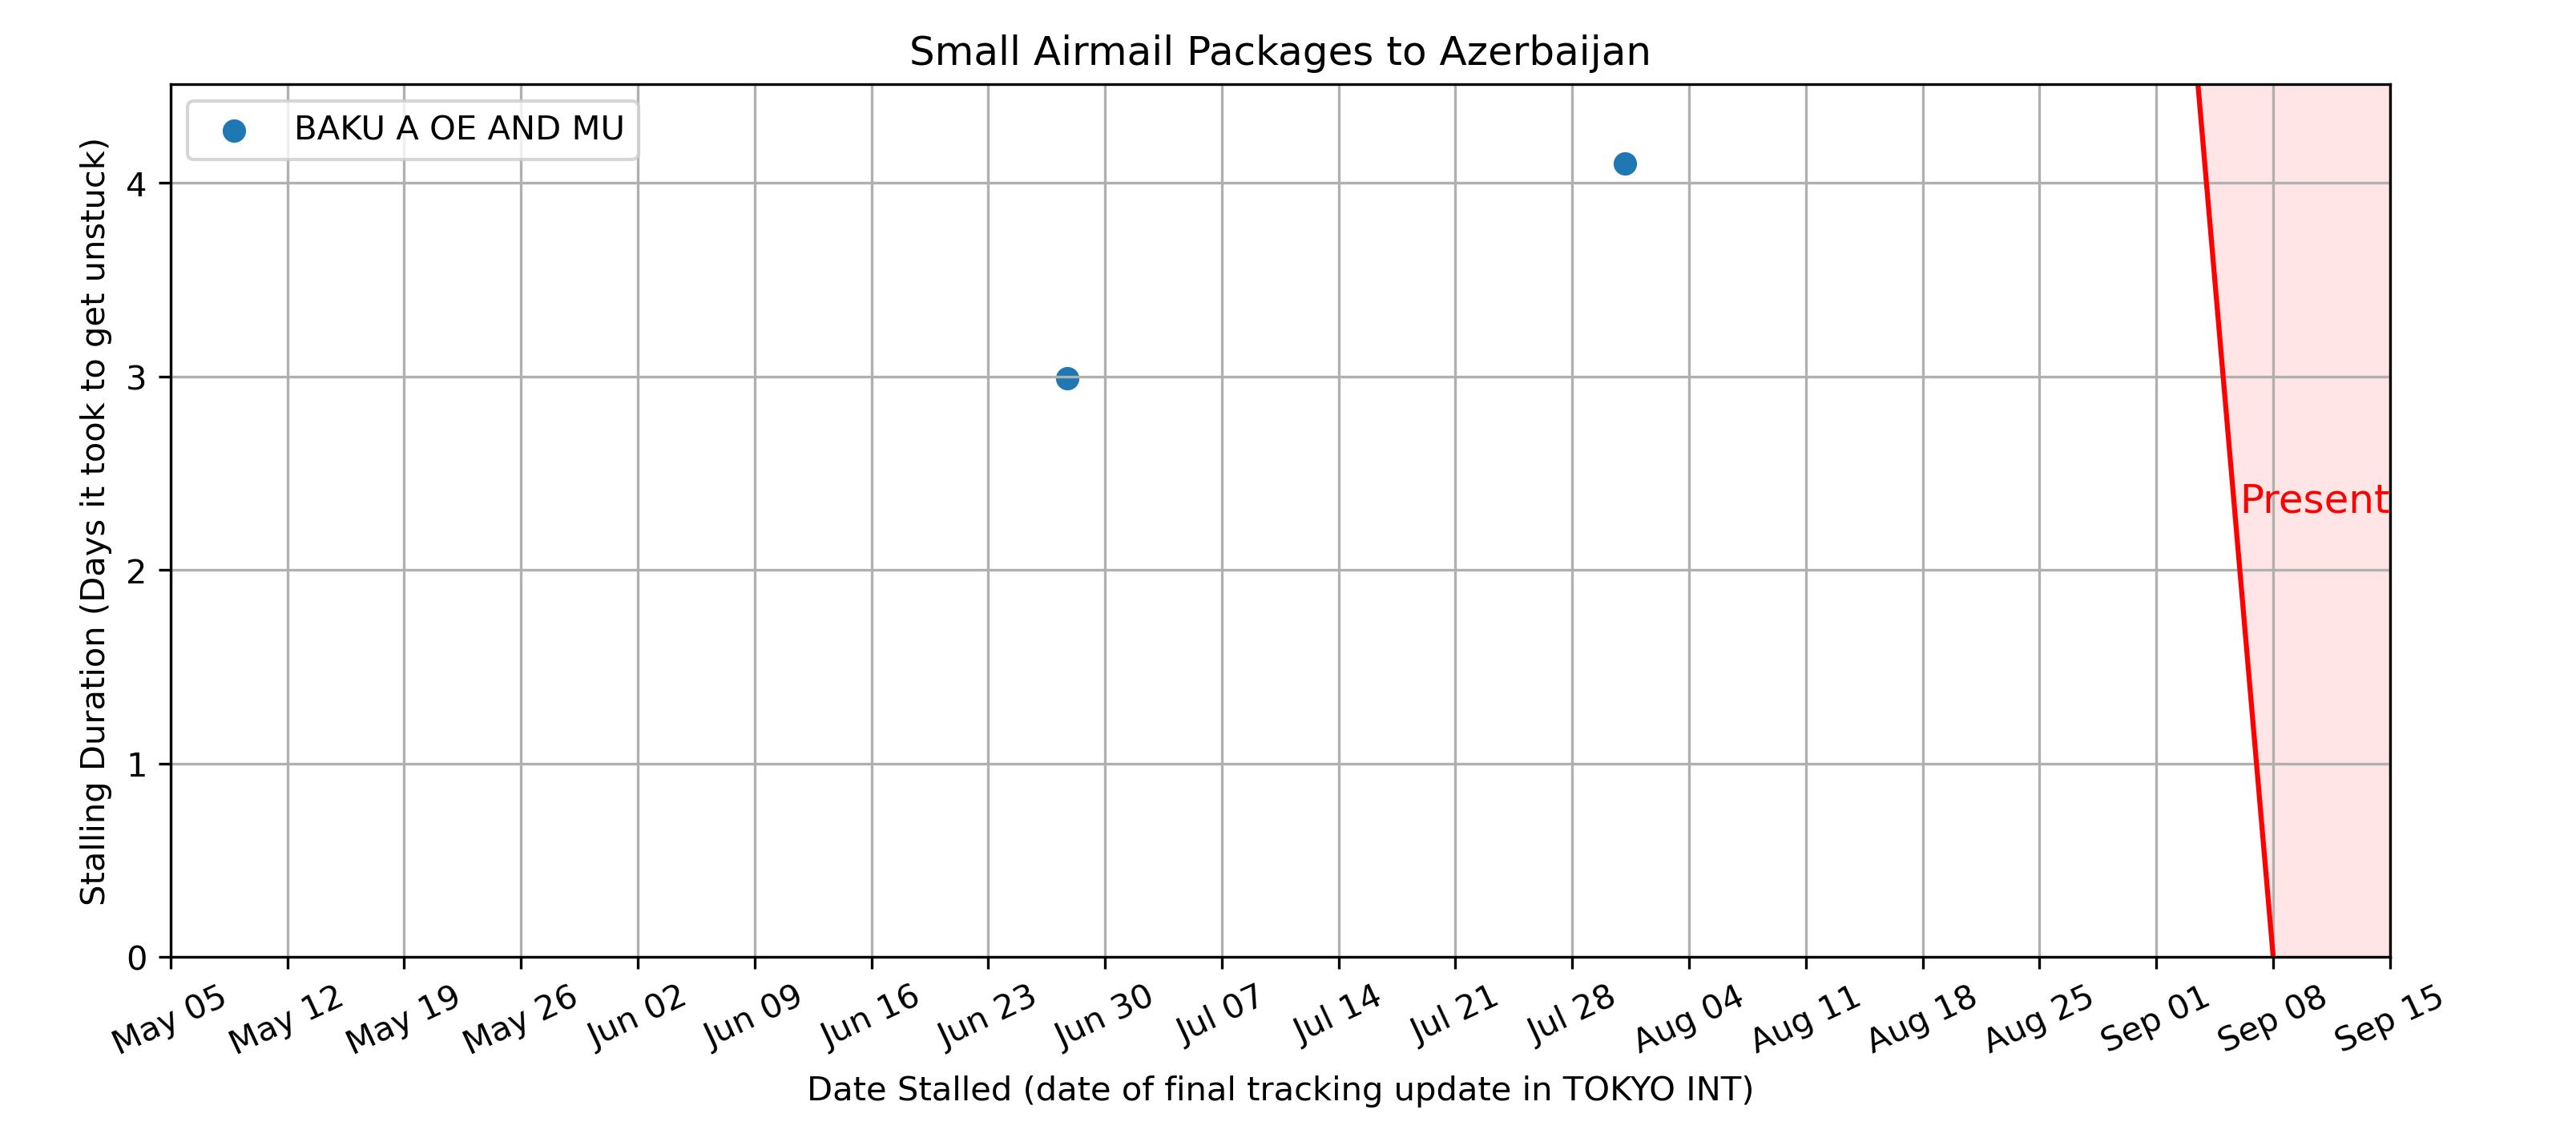 Small Airmail Packages to Azerbaijan
BAKU A OE AND MU
Stalling Duration (Days it took to get unstuck)
4
3
2
1
0
Present
May 05 May 12 May 19 May 26 Jun 02 Jun 09 Jun 16 Jun 23 Jun 30 Jul 07 Jul 14 Jul 21 Jul 28 Aug 04 Aug 11 Aug 18 Aug 25 Sep 01 Sep 08 Sep 15
Date Stalled (date of final tracking update in TOKYO INT)